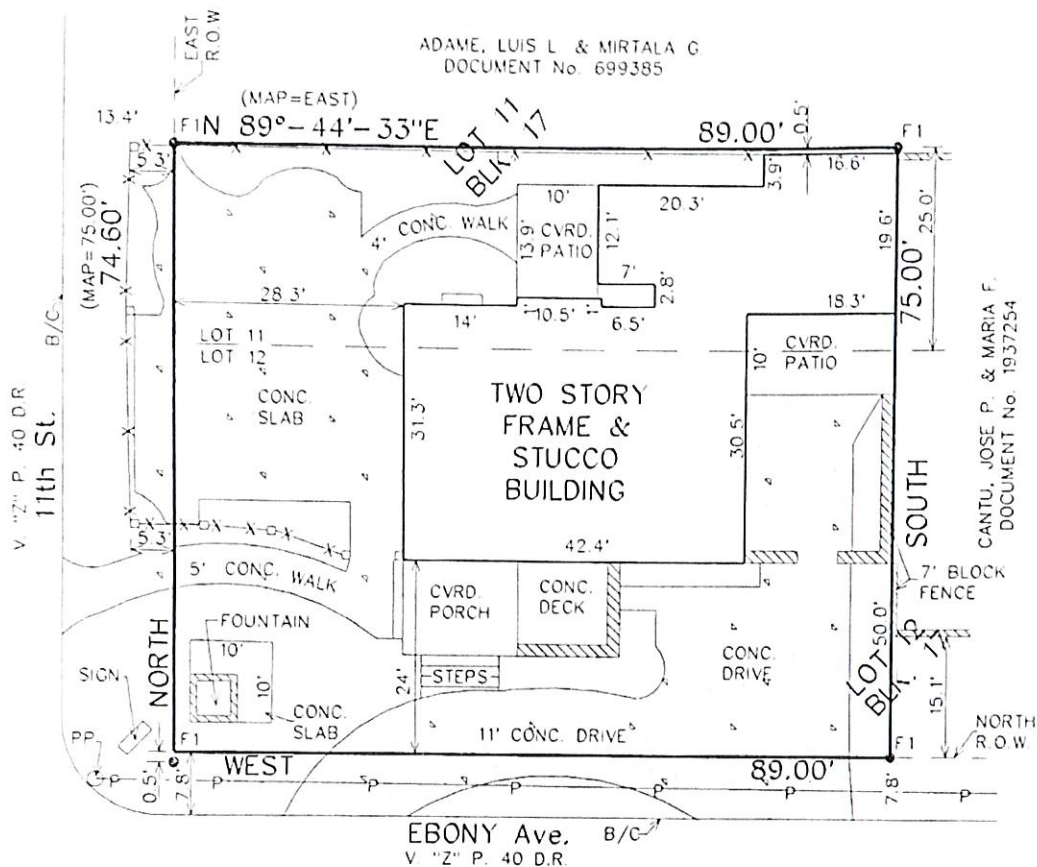 ADAME, LUIS L. & MIRTALA G.
DOCUMENT No. 699385
EAST
R.O.W.
(MAP=EAST)
13.4'
F1
N 89°-44'-33"E
89.00'
LOT 11
BLK. 17
0.5'
F1
5.3'
3.9'
16.6'
10'
20.3'
4' CONC. WALK
13.9'
CVRD.
PATIO
12.1'
19.6'
25.0'
(MAP=75.00')
74.60'
7'
2.8'
28.3'
14'
1'
10.5'
1'
6.5'
18.3'
75.00'
B/C
LOT 11
LOT 12
CVRD.
PATIO
10'
CONC.
SLAB
TWO STORY
FRAME &
STUCCO
BUILDING
31.3'
30.5'
V. "Z" P. 40 D.R.
11th St.
CANTU, JOSE P. & MARIA F.
DOCUMENT No. 1937254
SOUTH
5.3'
42.4'
5' CONC. WALK
7' BLOCK
FENCE
CVRD.
PORCH
CONC.
DECK
FOUNTAIN
10'
10'
50.0'
NORTH
SIGN
24'
STEPS
CONC.
DRIVE
LOT 12
BLK. 17
15.1'
CONC.
SLAB
11' CONC. DRIVE
NORTH
R.O.W.
PP
F1
WEST
89.00'
0.5'
7.8'
P
P
P
P
P
P
7.8'
EBONY Ave.
B/C
V. "Z" P. 40 D.R.